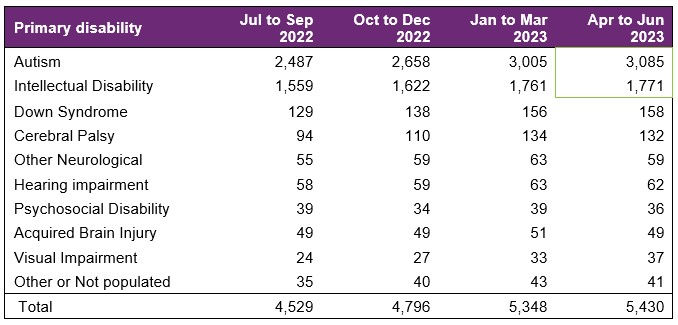 Primary disability Jul to Sep 2022 Oct to Dec 2022 Jan to Mar 2023 Apr to Jun 2023
Autism 2,487 2,658 3,005 3,085
Intellectual Disability 1,559 1,622 1,761 1,771
Down Syndrome 129 138 156 158
Cerebral Palsy 94 110 134 132
Other Neurological 55 59 63 59
Hearing impairment 58 59 63 62
Psychosocial Disability 39 34 39 36
Acquired Brain Injury 49 49 51 49
Visual Impairment 24 27 33 37
Other or Not populated 35 40 43 41
Total 4,529 4,796 5,348 5,430